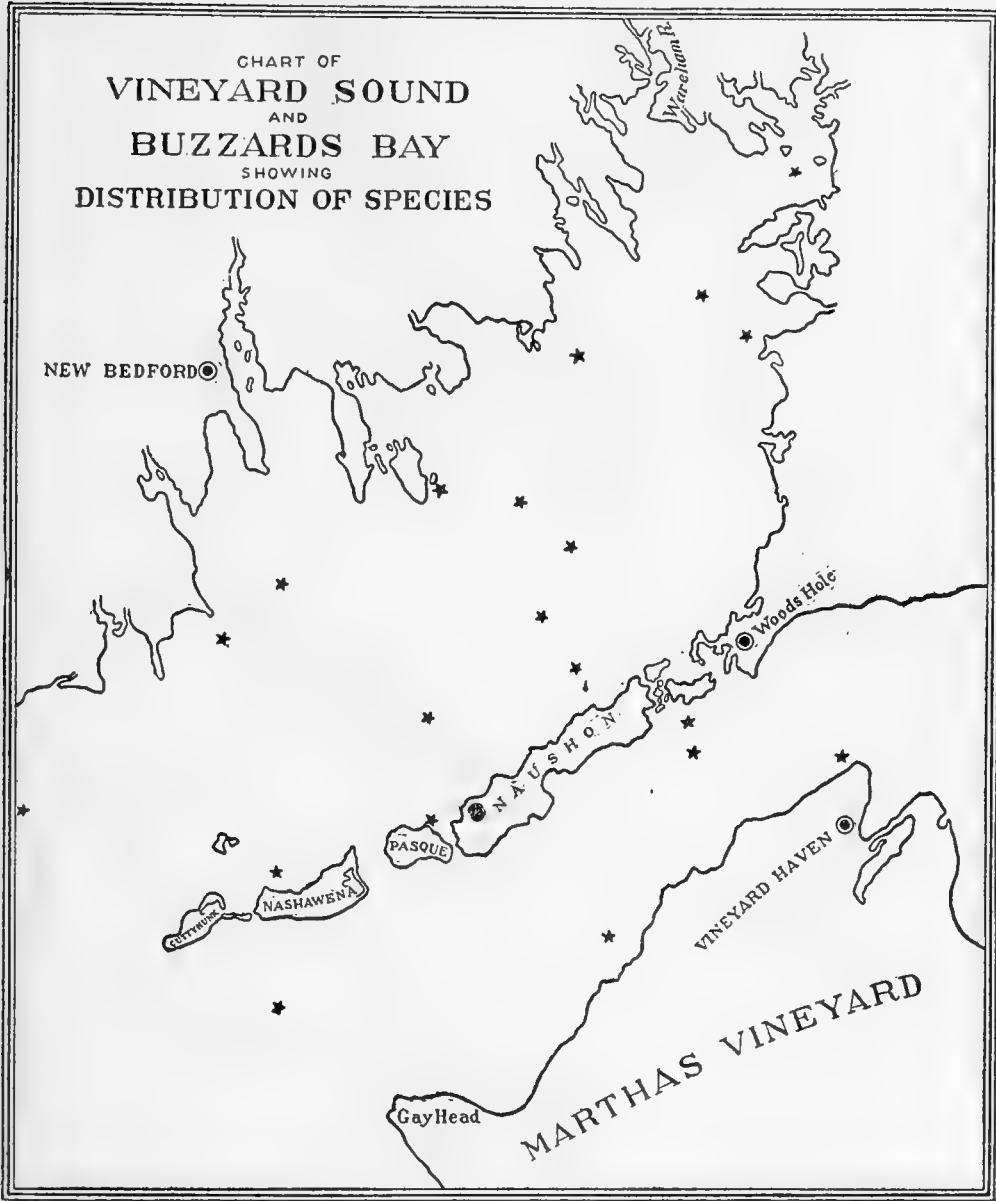 CHART OF
VINEYARD SOUND
AND
BUZZARDS BAY
SHOWING
DISTRIBUTION OF SPECIES
Wareham R.
NEW BEDFORD
Woods Hole
NAUSHON
PASQUE
NASHAWENA
CUTTYHUNK
VINEYARD HAVEN
MARTHAS VINEYARD
Gay Head